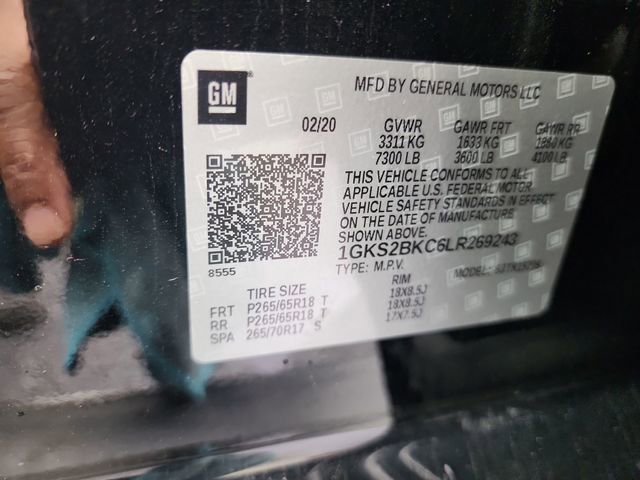 GM
MFD BY GENERAL MOTORS LLC
02/20 GVWR GAWR FRT GAWR RR
3311 KG 1633 KG 1860 KG
7300 LB 3600 LB 4100 LB
THIS VEHICLE CONFORMS TO ALL
APPLICABLE U.S. FEDERAL MOTOR
VEHICLE SAFETY STANDARDS IN EFFECT
ON THE DATE OF MANUFACTURE
SHOWN ABOVE.
1GKS2BKC6LR269243
8555
TYPE: M.P.V. MODEL:
TIRE SIZE RIM
FRT P265/65R18 T 18X8.5J
RR P265/65R18 T 18X8.5J
SPA 265/70R17 S 17X7.5J